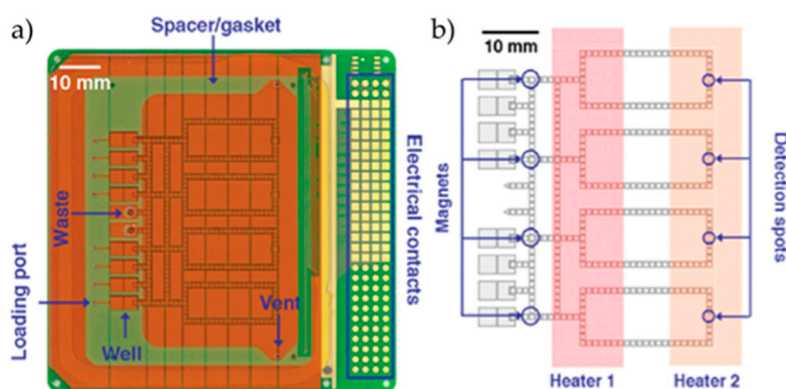 a)
Spacer/gasket
10 mm
Waste
Loading port
Well
Vent
Electrical contacts
b)
10 mm
Magnets
Detection spots
Heater 1
Heater 2